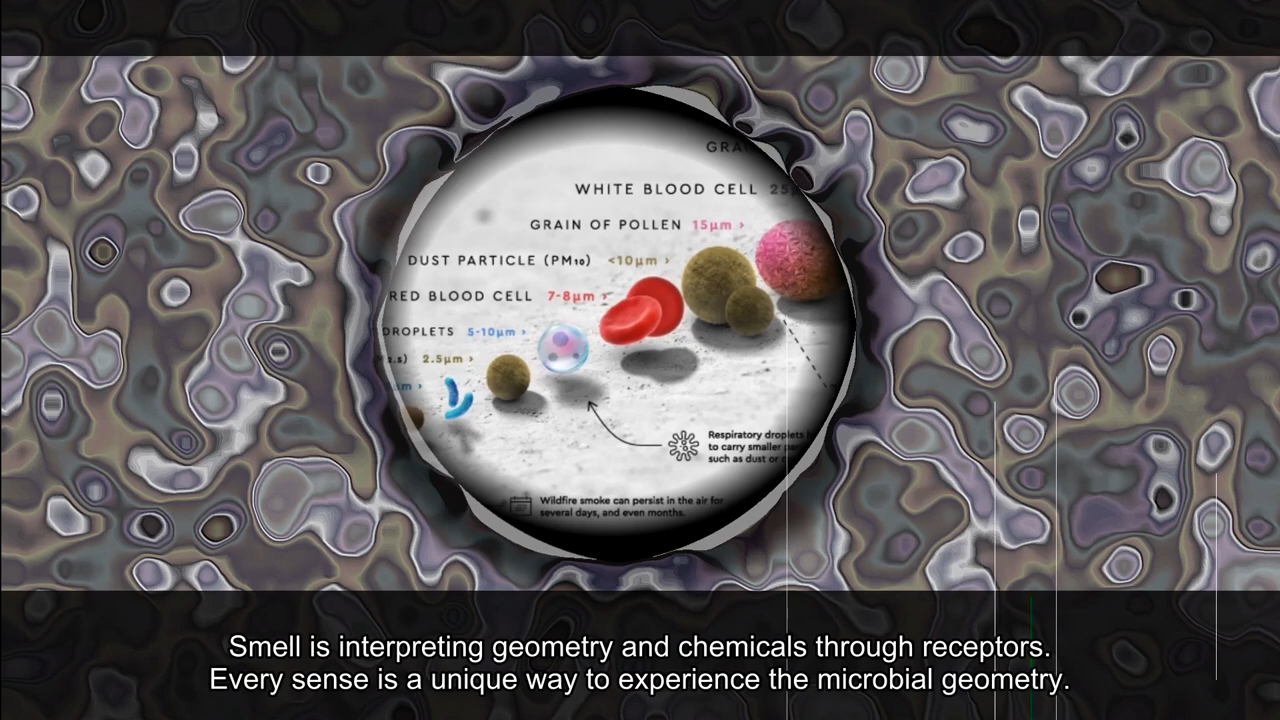 WHITE BLOOD CELL
GRAIN OF POLLEN 15µm ›
DUST PARTICLE (PM₁₀) <10µm ›
RED BLOOD CELL 7-8µm ›
DROPLETS 5-10µm ›
2.5µm ›
Respiratory droplets
to carry smaller
such as dust or
Wildfire smoke can persist in the air for
several days, and even months.
Smell is interpreting geometry and chemicals through receptors.
Every sense is a unique way to experience the microbial geometry.